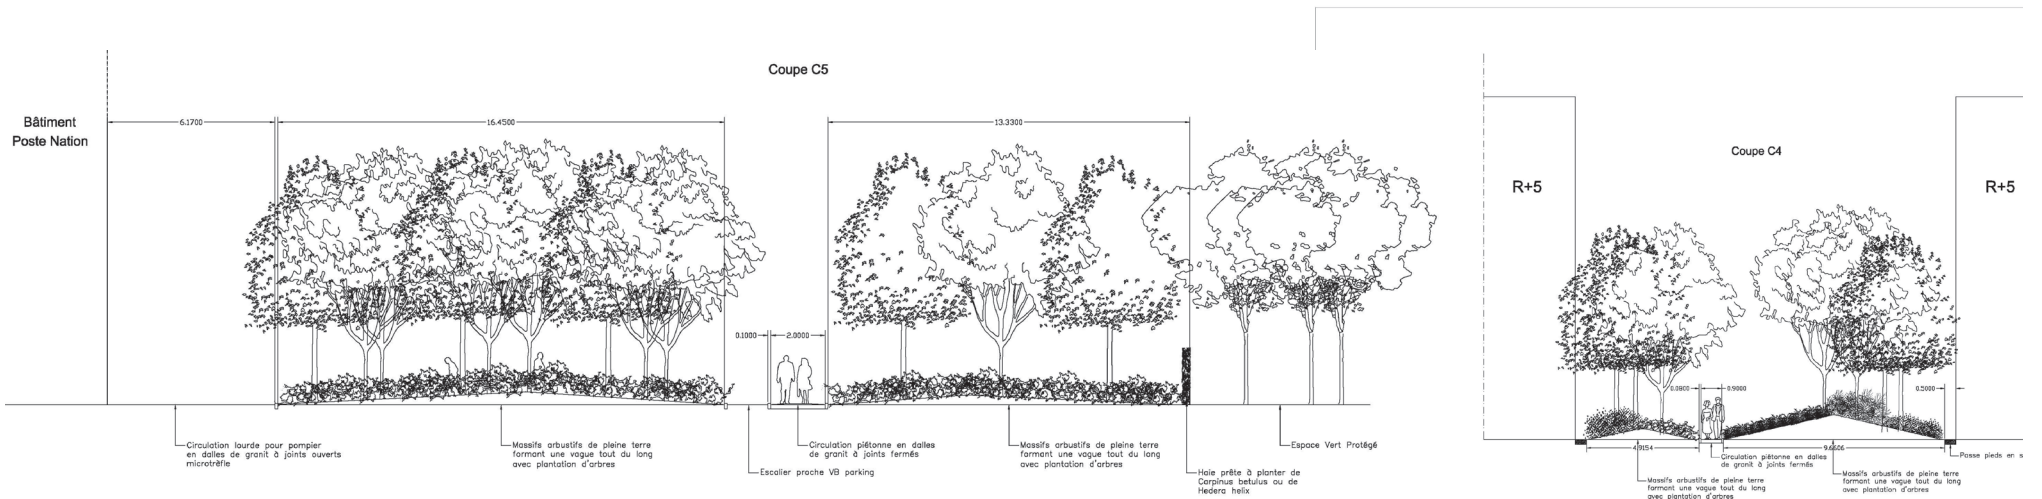 Coupe C5
Bâtiment
Poste Nation
6.1700
16.4500
13.3300
0.1000
2.0000
Circulation lourde pour pompier
en dalles de granit à joints ouverts
microtrèfle
Massifs arbustifs de pleine terre
formant une vague tout du long
avec plantation d'arbres
Escalier proche VB parking
Circulation piétonne en dalles
de granit à joints fermés
Massifs arbustifs de pleine terre
formant une vague tout du long
avec plantation d'arbres
Haie prête à planter de
Carpinus betulus ou de
Hedera helix
Espace Vert Protégé
Coupe C4
R+5
R+5
0.0800
0.9000
0.5000
4.9154
9.6606
Circulation piétonne en dalles
de granit à joints fermés
Massifs arbustifs de pleine terre
formant une vague tout du long
avec plantation d'arbres
Massifs arbustifs de pleine terre
formant une vague tout du long
avec plantation d'arbres
Passe pieds en s